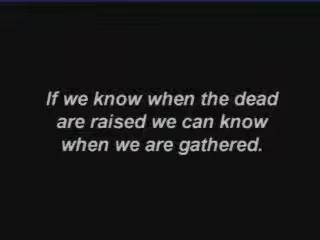 If we know when the dead
are raised we can know
when we are gathered.